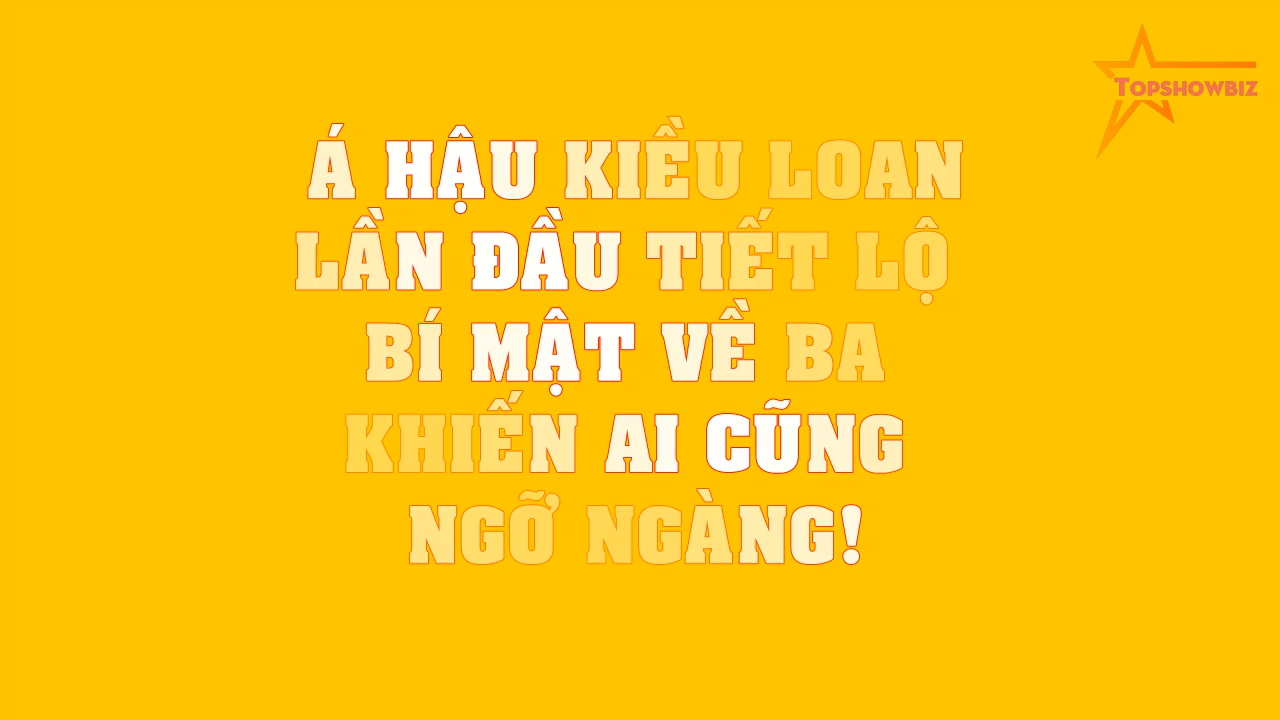 TOPSHOWBIZ
Á HẬU KIỀU LOAN
LẦN ĐẦU TIẾT LỘ
BÍ MẬT VỀ BA
KHIẾN AI CŨNG
NGỠ NGÀNG!